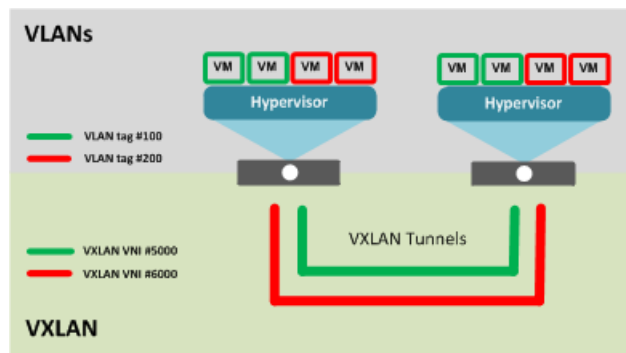 VLANs
VM VM VM VM
VM VM VM VM
Hypervisor
Hypervisor
VLAN tag #100
VLAN tag #200
VXLAN Tunnels
VXLAN VNI #5000
VXLAN VNI #6000
VXLAN